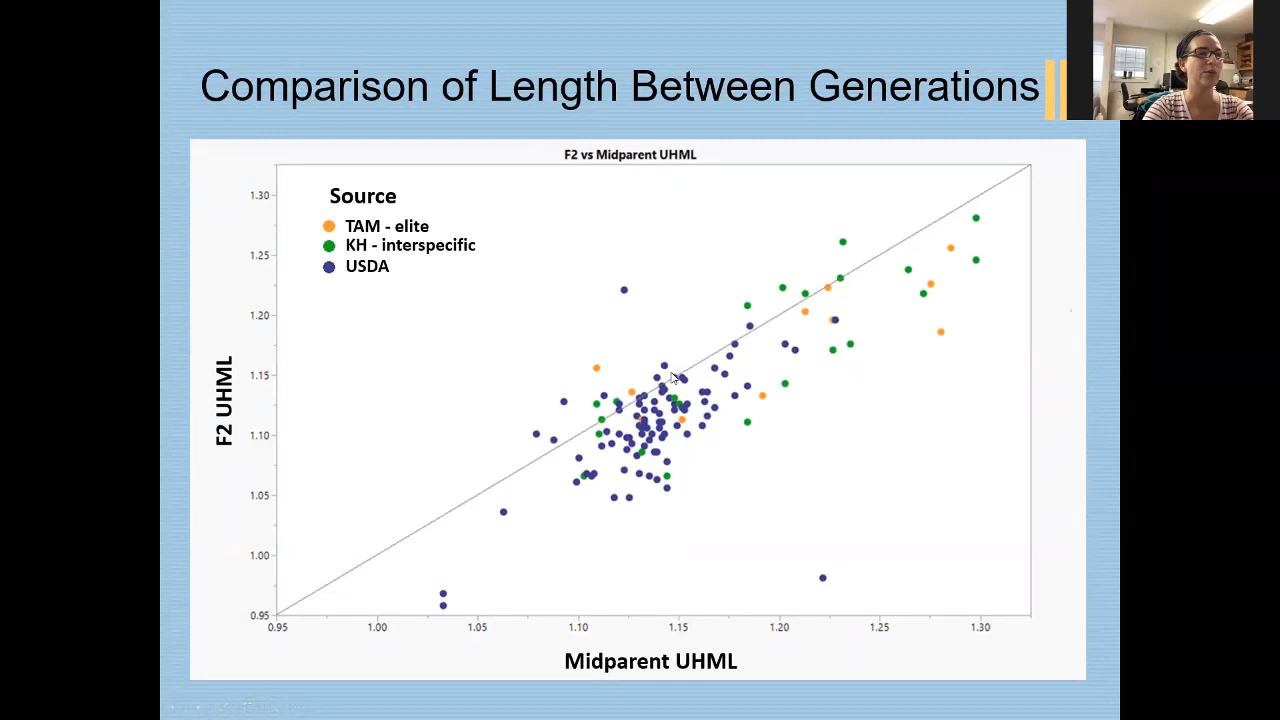 Comparison of Length Between Generations
F2 vs Midparent UHML
Source
TAM - elite
KH - interspecific
USDA
F2 UHML
1.30
1.25
1.20
1.15
1.10
1.05
1.00
0.95
0.95 1.00 1.05 1.10 1.15 1.20 1.25 1.30
Midparent UHML